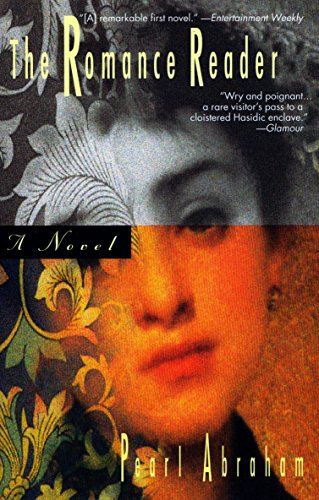 "[A] remarkable first novel." —Entertainment Weekly
The Romance Reader
"Wry and poignant..
a rare visitor's pass to a
cloistered Hasidic enclave."
—Glamour
A Novel
Pearl Abraham